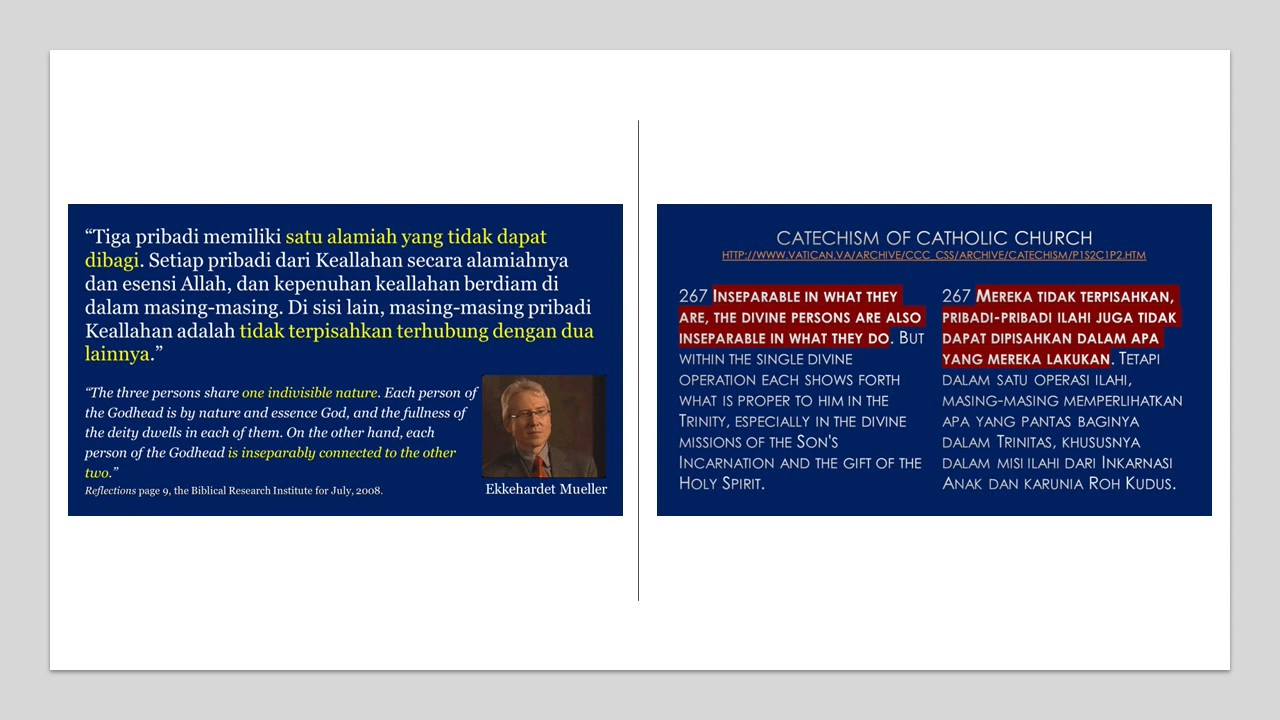 “Tiga pribadi memiliki satu alamiah yang tidak dapat
dibagi. Setiap pribadi dari Keallahan secara alamiahnya
dan esensi Allah, dan kepenuhan keallahan berdiam di
dalam masing-masing. Di sisi lain, masing-masing pribadi
Keallahan adalah tidak terpisahkan terhubung dengan dua
lainnya.”
“The three persons share one indivisible nature. Each person of
the Godhead is by nature and essence God, and the fullness of
the deity dwells in each of them. On the other hand, each
person of the Godhead is inseparably connected to the other
two.”
Reflections page 9, the Biblical Research Institute for July, 2008.
Ekkehardet Mueller
CATECHISM OF CATHOLIC CHURCH
HTTP://WWW.VATICAN.VA/ARCHIVE/CCC_CSS/ARCHIVE/CATECHISM/P1S2C1P2.HTM
267 INSEPARABLE IN WHAT THEY
ARE, THE DIVINE PERSONS ARE ALSO
INSEPARABLE IN WHAT THEY DO. BUT
WITHIN THE SINGLE DIVINE
OPERATION EACH SHOWS FORTH
WHAT IS PROPER TO HIM IN THE
TRINITY, ESPECIALLY IN THE DIVINE
MISSIONS OF THE SON'S
INCARNATION AND THE GIFT OF THE
HOLY SPIRIT.
267 MEREKA TIDAK TERPISAHKAN,
PRIBADI-PRIBADI ILAHI JUGA TIDAK
DAPAT DIPISAHKAN DALAM APA
YANG MEREKA LAKUKAN. TETAPI
DALAM SATU OPERASI ILAHI,
MASING-MASING MEMPERLIHATKAN
APA YANG PANTAS BAGINYA
DALAM TRINITAS, KHUSUSNYA
DALAM MISI ILAHI DARI INKARNASI
ANAK DAN KARUNIA ROH KUDUS.